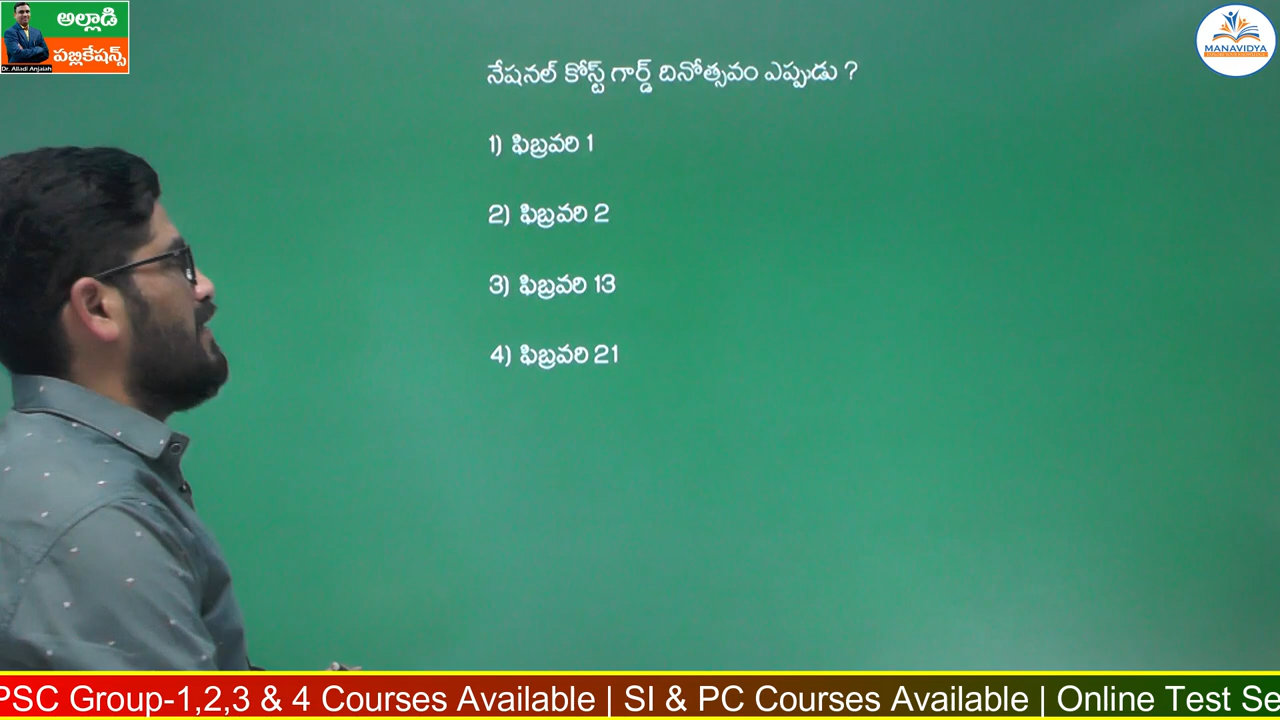 అల్లాడి
పబ్లికేషన్స్
Dr. Alladi Anjaiah
MANAVIDYA
నేషనల్ కోస్ట్ గార్డ్ దినోత్సవం ఎప్పుడు ?
1) ఫిబ్రవరి 1
2) ఫిబ్రవరి 2
3) ఫిబ్రవరి 13
4) ఫిబ్రవరి 21
PSC Group-1,2,3 & 4 Courses Available | SI & PC Courses Available | Online Test Se